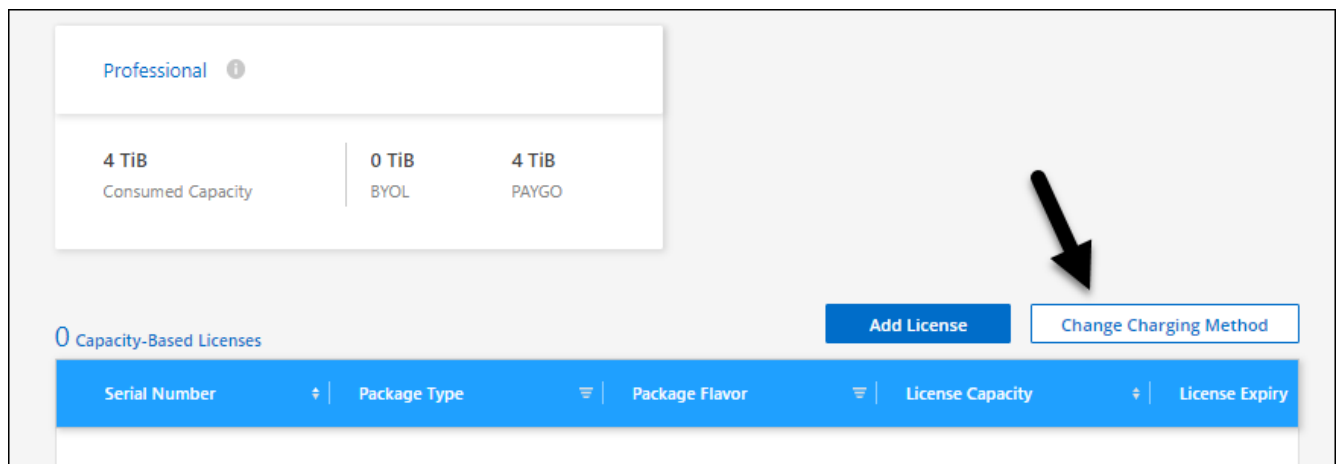 Professional
4 TiB 0 TiB 4 TiB
Consumed Capacity BYOL PAYGO
Add License Change Charging Method
0 Capacity-Based Licenses
Serial Number Package Type Package Flavor License Capacity License Expiry